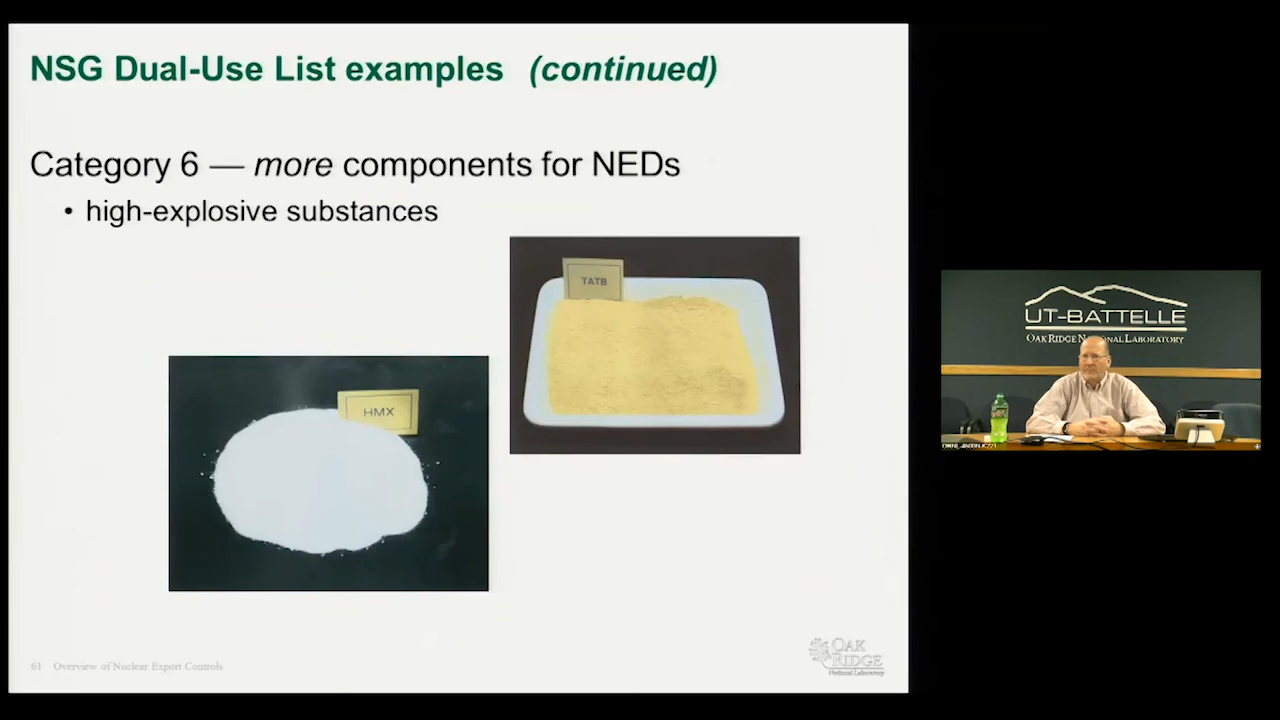 NSG Dual-Use List examples (continued)
Category 6 — more components for NEDs
• high-explosive substances
TATB
HMX
61 Overview of Nuclear Export Controls
OAK
RIDGE
National Laboratory
UT-BATTELLE
OAK RIDGE NATIONAL LABORATORY